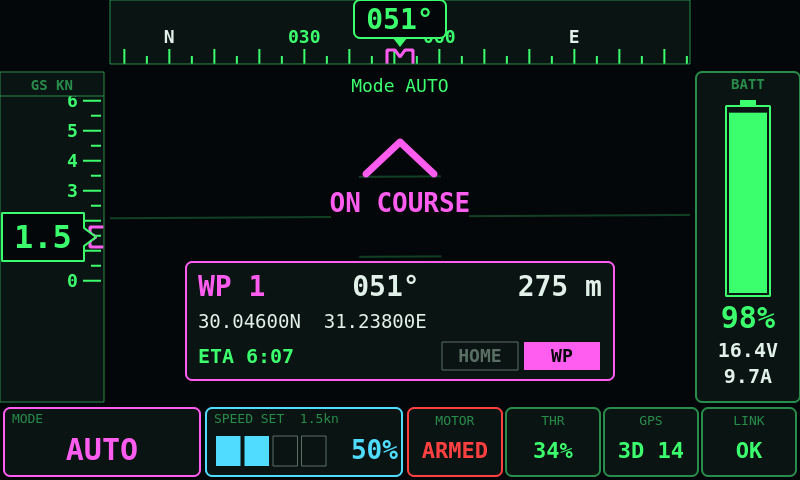 051°
N 030 060 E
GS KN
Mode AUTO
BATT
6
5
4
3
1.5
0
ON COURSE
WP 1 051° 275 m
30.04600N 31.23800E
ETA 6:07 HOME WP
98%
16.4V
9.7A
MODE
AUTO
SPEED SET 1.5kn
50%
MOTOR
ARMED
THR
34%
GPS
3D 14
LINK
OK